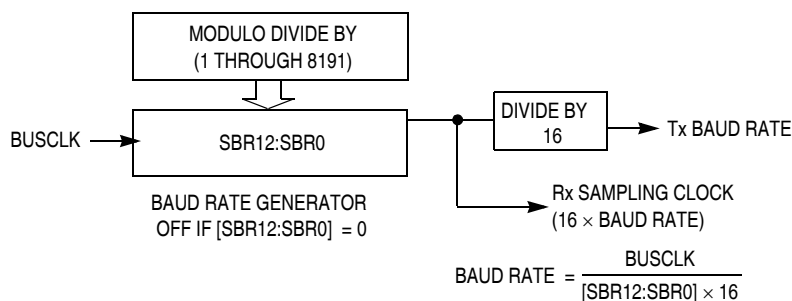 MODULO DIVIDE BY
(1 THROUGH 8191)
BUSCLK
SBR12:SBR0
DIVIDE BY
16
Tx BAUD RATE
BAUD RATE GENERATOR
OFF IF [SBR12:SBR0] = 0
Rx SAMPLING CLOCK
(16 × BAUD RATE)
BAUD RATE =
BUSCLK
[SBR12:SBR0] × 16